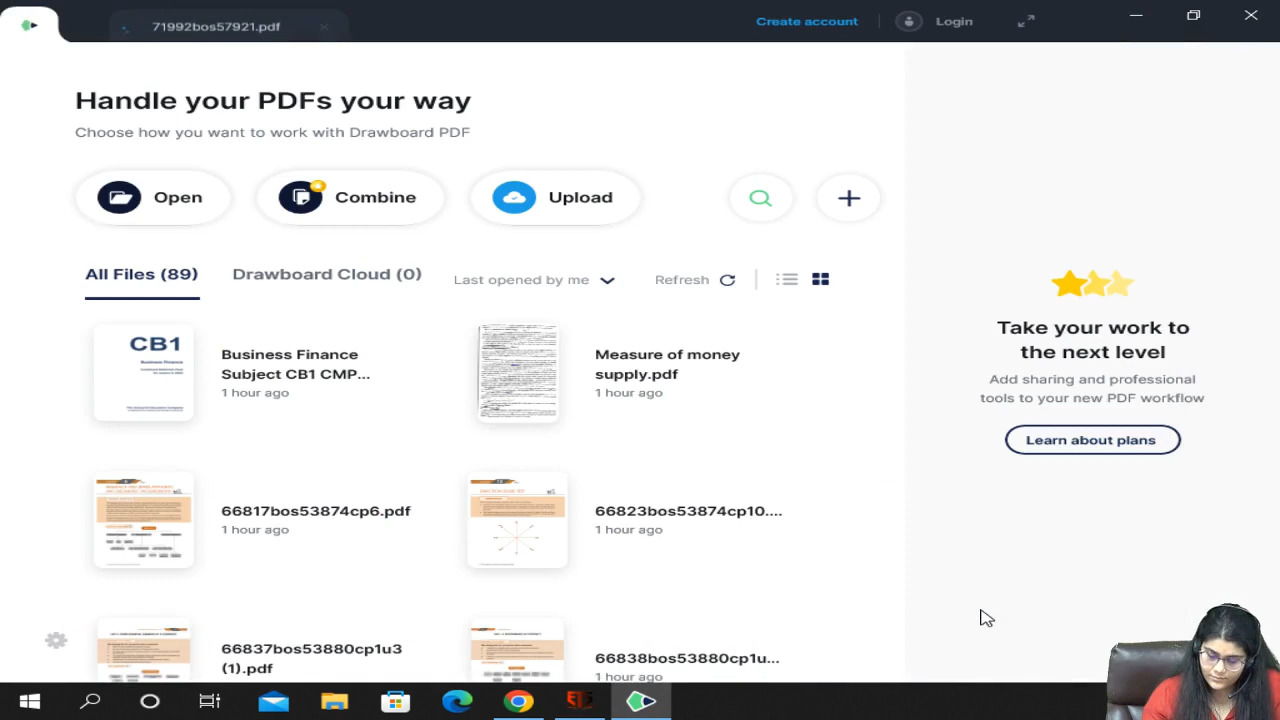 71992bos57921.pdf
Create account
Login
Handle your PDFs your way
Choose how you want to work with Drawboard PDF
Open
Combine
Upload
All Files (89)
Drawboard Cloud (0)
Last opened by me
Refresh
CB1
Business Finance
Business Finance
Subject CB1 CMP...
1 hour ago
Measure of money
supply.pdf
1 hour ago
66817bos53874cp6.pdf
1 hour ago
66823bos53874cp10....
1 hour ago
66837bos53880cp1u3
(1).pdf
66838bos53880cp1u...
1 hour ago
Take your work to
the next level
Add sharing and professional
tools to your new PDF workflow
Learn about plans